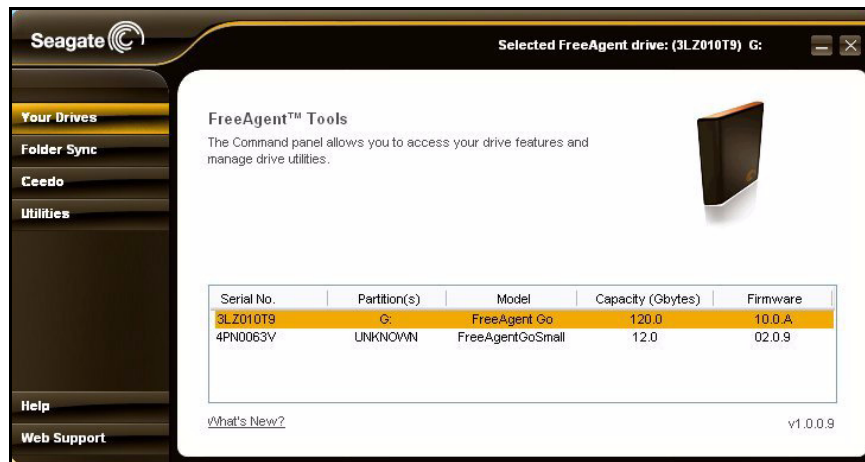 Seagate
Selected FreeAgent drive: (3LZ010T9) G:
Your Drives
Folder Sync
Ceedo
Utilities
Help
Web Support
FreeAgent™ Tools
The Command panel allows you to access your drive features and
manage drive utilities.
Serial No. Partition(s) Model Capacity (Gbytes) Firmware
3LZ010T9 G: FreeAgent Go 120.0 10.0.A
4PN0063V UNKNOWN FreeAgentGoSmall 12.0 02.0.9
What's New?
v1.0.0.9